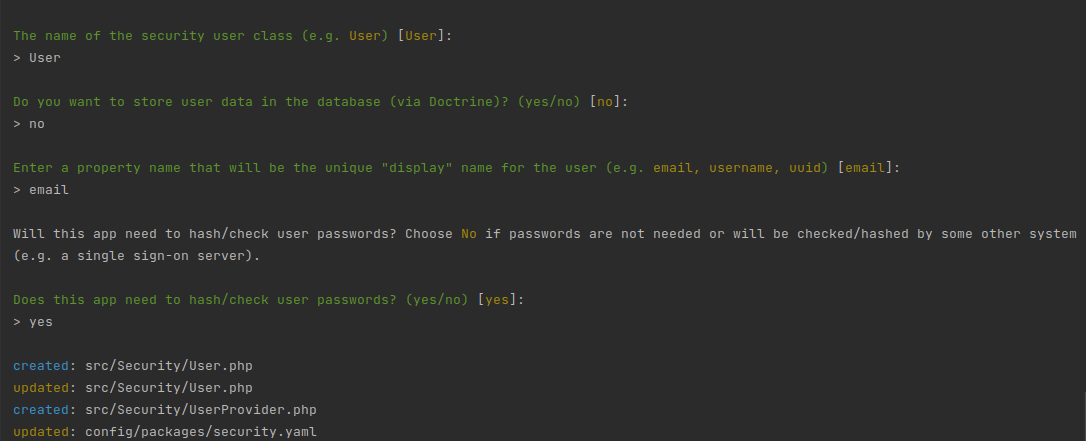 The name of the security user class (e.g. User) [User]:
> User
Do you want to store user data in the database (via Doctrine)? (yes/no) [no]:
> no
Enter a property name that will be the unique "display" name for the user (e.g. email, username, uuid) [email]:
> email
Will this app need to hash/check user passwords? Choose No if passwords are not needed or will be checked/hashed by some other system
(e.g. a single sign-on server).
Does this app need to hash/check user passwords? (yes/no) [yes]:
> yes
created: src/Security/User.php
updated: src/Security/User.php
created: src/Security/UserProvider.php
updated: config/packages/security.yaml